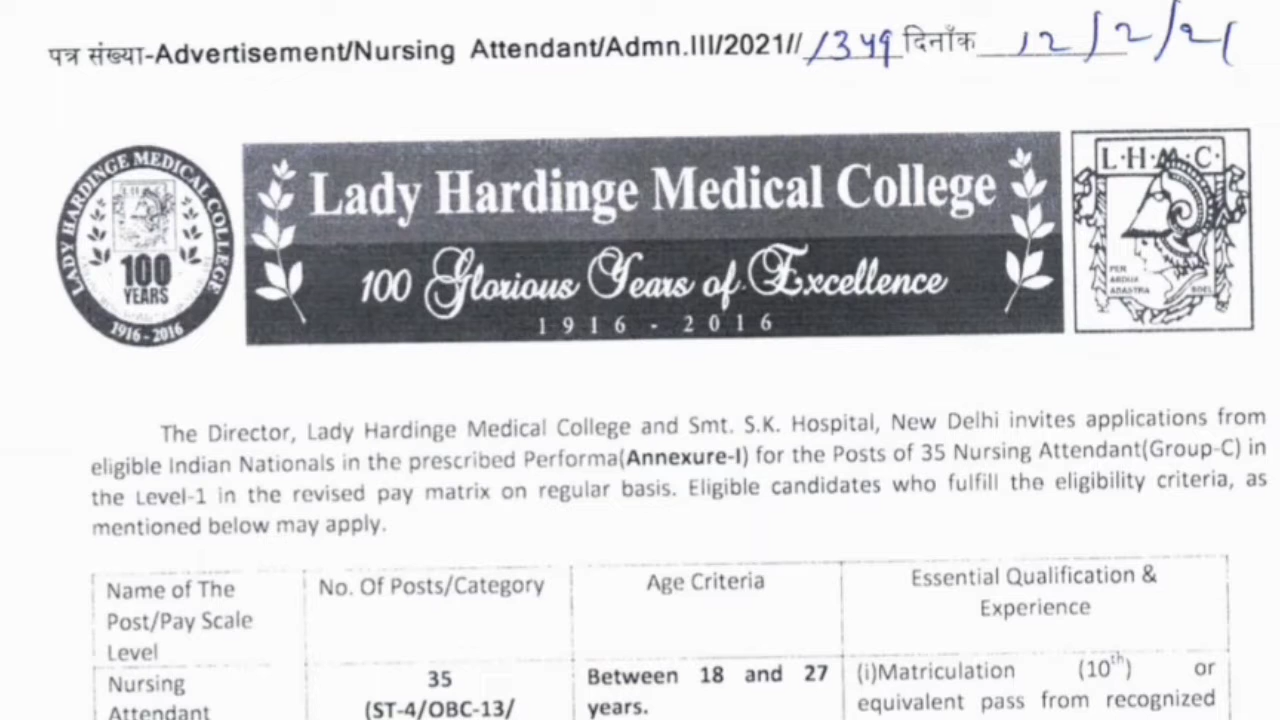 पत्र संख्या-Advertisement/Nursing Attendant/Admn.III/2021// /349 दिनाँक 12/2/21
LADY HARDINGE MEDICAL COLLEGE
100
YEARS
1916-2016
Lady Hardinge Medical College
100 Glorious Years of Excellence
1916 - 2016
L·H·M·C·
PER
ARDUA
ADASTRA
The Director, Lady Hardinge Medical College and Smt. S.K. Hospital, New Delhi invites applications from
eligible Indian Nationals in the prescribed Performa(Annexure-I) for the Posts of 35 Nursing Attendant(Group-C) in
the Level-1 in the revised pay matrix on regular basis. Eligible candidates who fulfill the eligibility criteria, as
mentioned below may apply.
Name of The
Post/Pay Scale
Level
No. Of Posts/Category
Age Criteria
Essential Qualification &
Experience
Nursing
Attendant
35
(ST-4/OBC-13/
Between 18 and 27
years.
(i)Matriculation (10th) or
equivalent pass from recognized